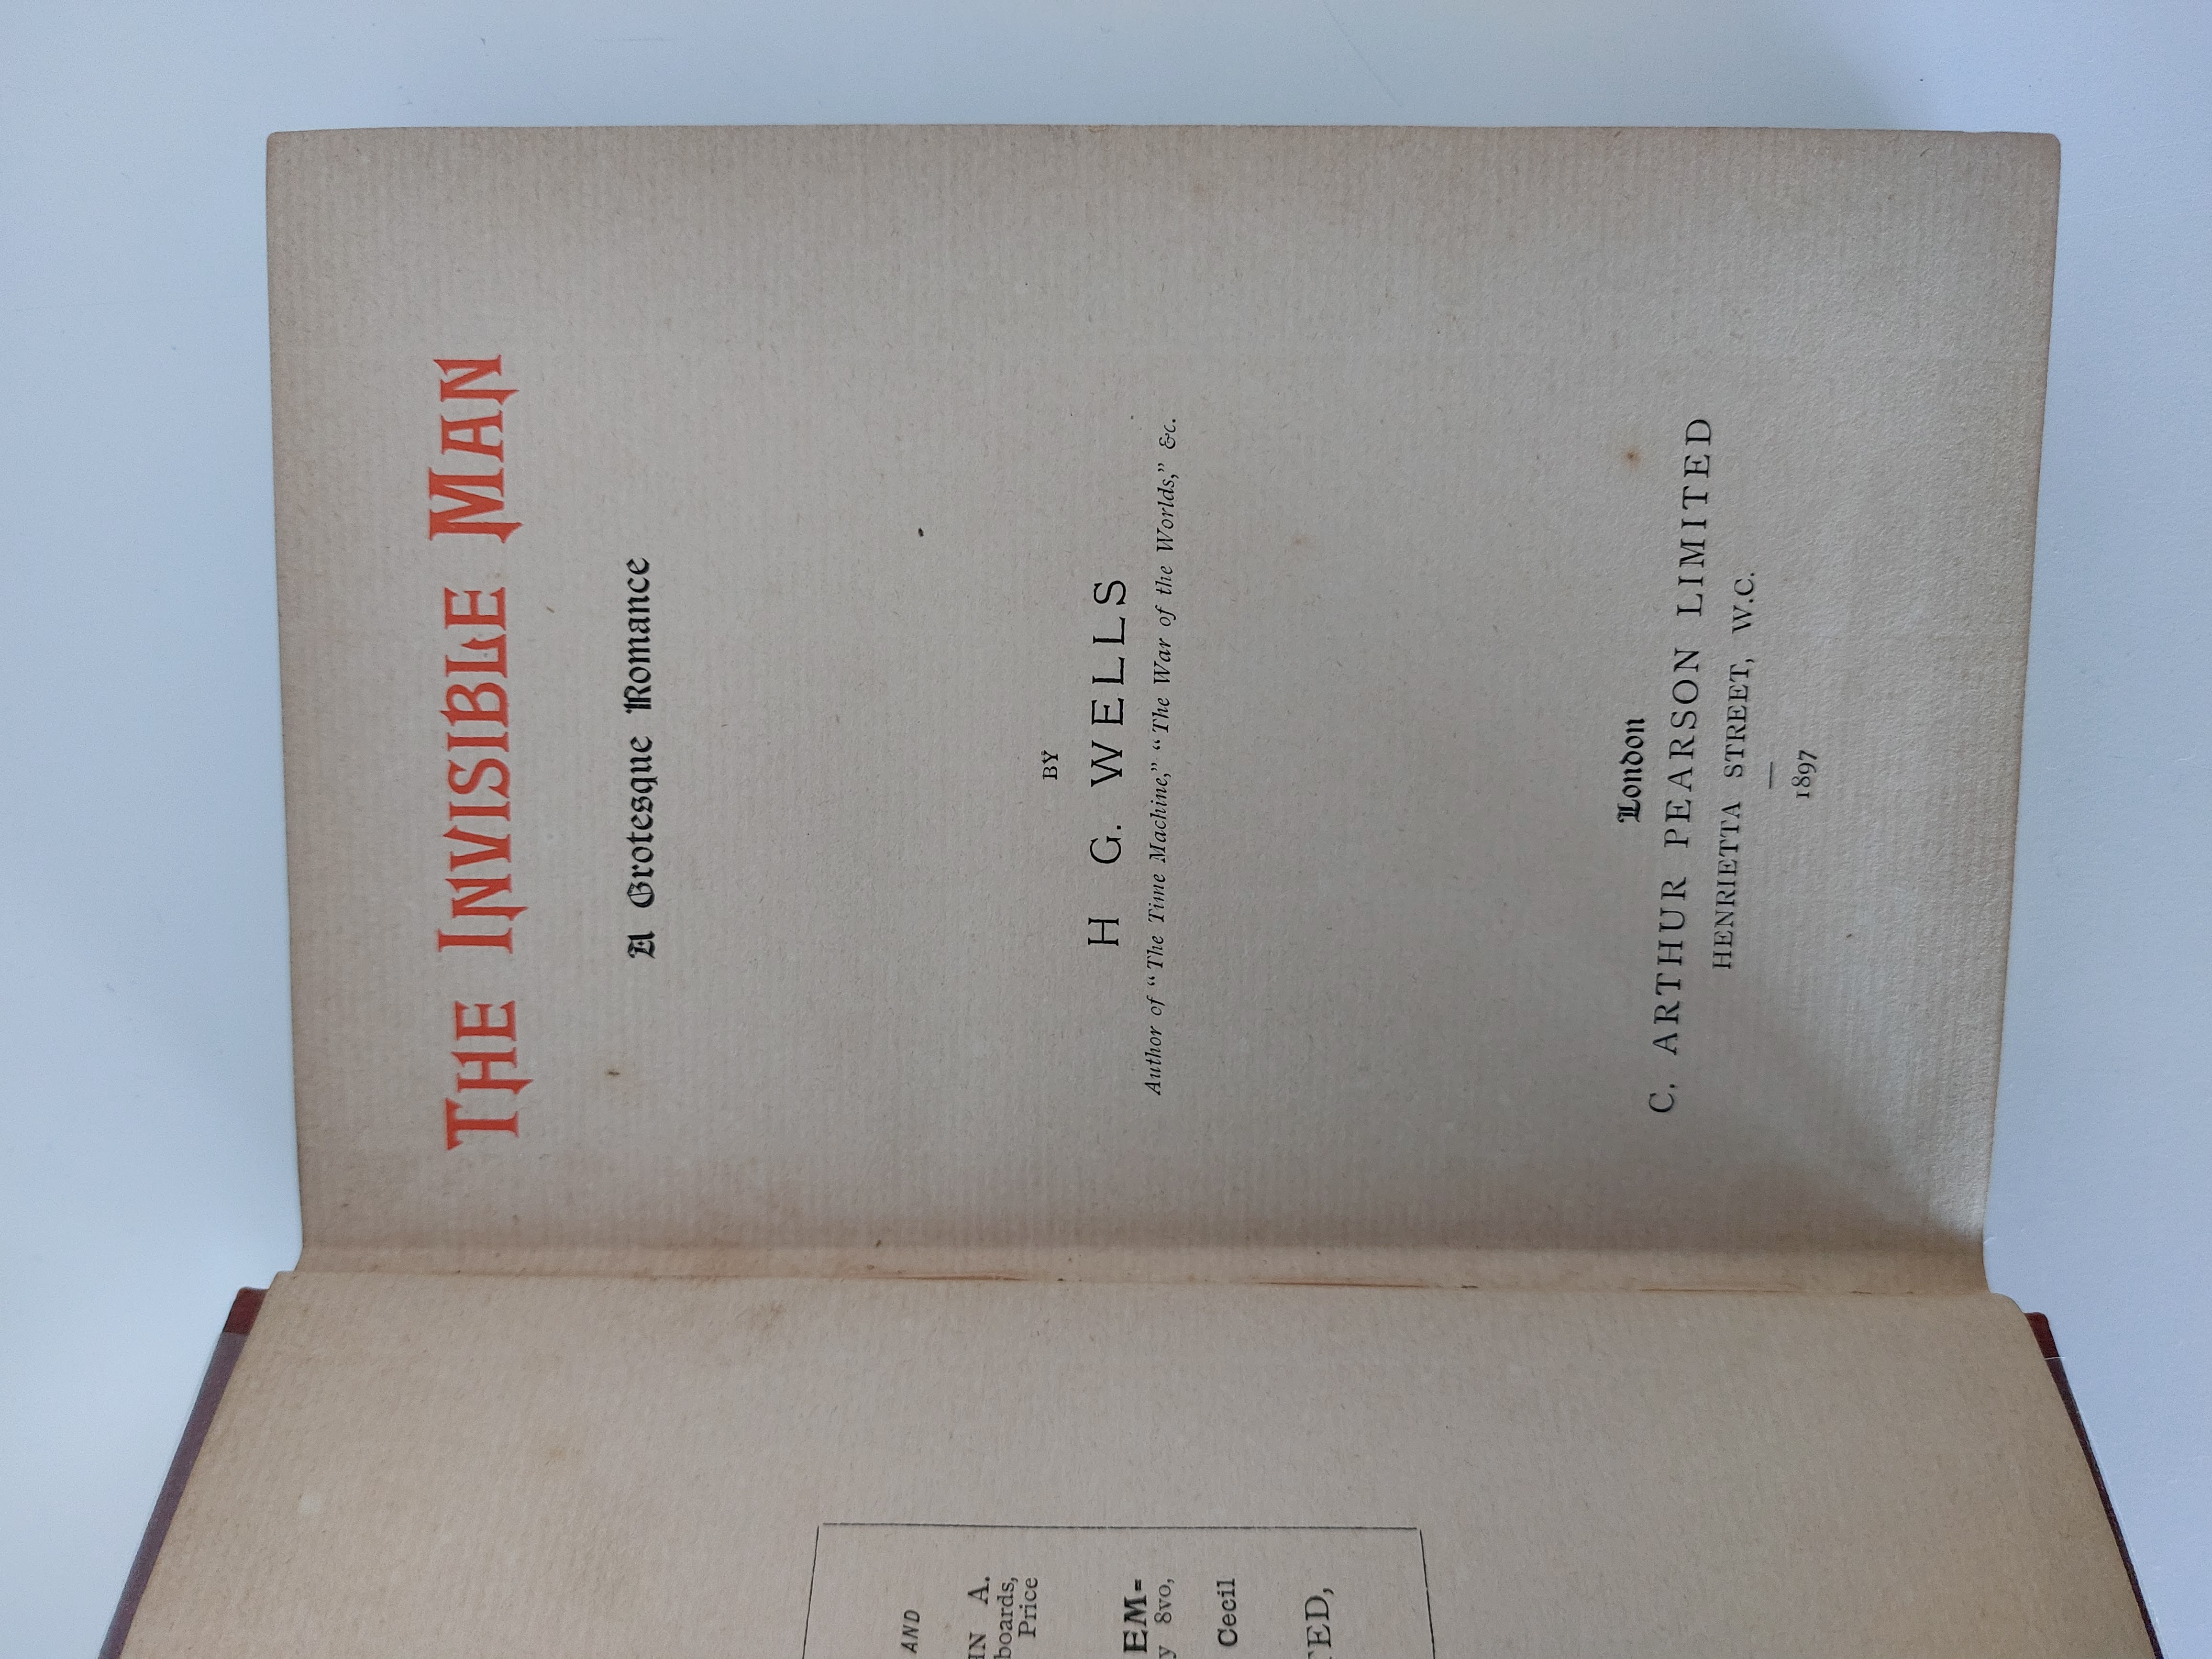 THE INVISIBLE MAN
A Grotesque Romance
BY
H G. WELLS
Author of “The Time Machine,” “The War of the Worlds,” &c.
London
C. ARTHUR PEARSON LIMITED
HENRIETTA STREET, W.C.
1897
AND
A.
boards,
Price
EM=
8vo,
Cecil